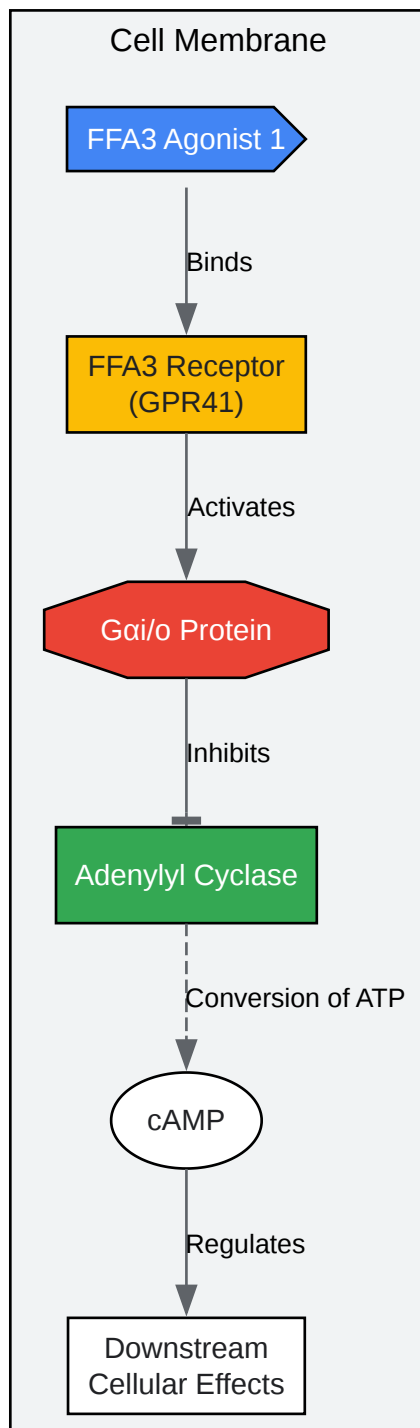 Cell Membrane
FFA3 Agonist 1
Binds
FFA3 Receptor
(GPR41)
Activates
Gαi/o Protein
Inhibits
Adenylyl Cyclase
Conversion of ATP
cAMP
Regulates
Downstream
Cellular Effects